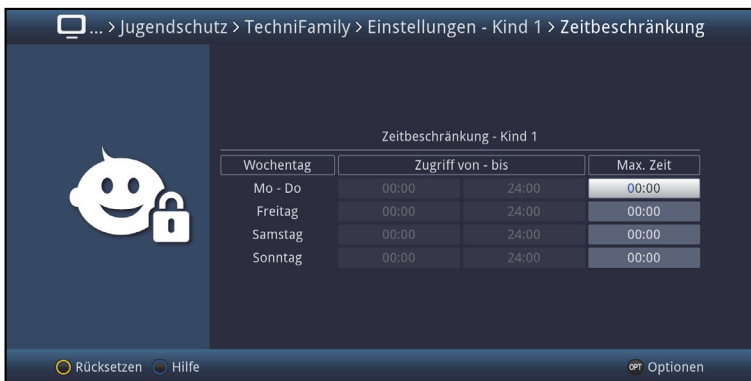 ... > Jugendschutz > TechniFamily > Einstellungen - Kind 1 > Zeitbeschränkung
Zeitbeschränkung - Kind 1
Wochentag Zugriff von - bis Max. Zeit
Mo - Do 00:00 24:00 00:00
Freitag 00:00 24:00 00:00
Samstag 00:00 24:00 00:00
Sonntag 00:00 24:00 00:00
Rücksetzen Hilfe OPT Optionen